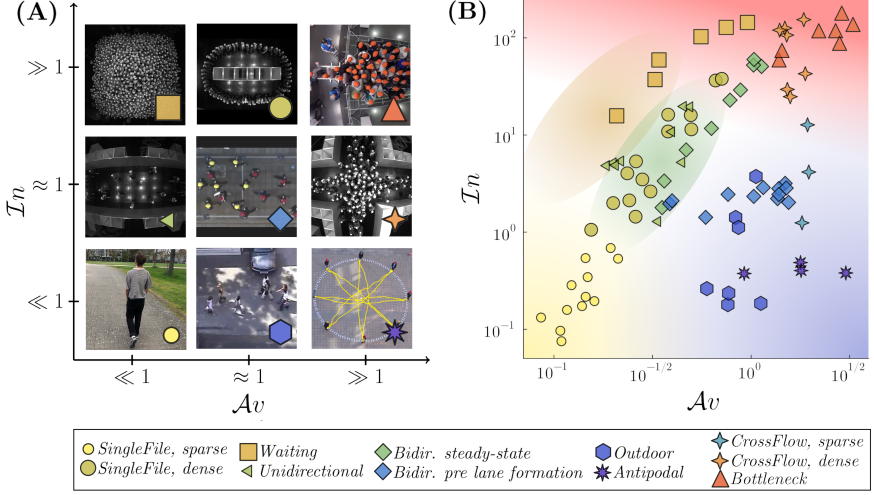 (A)
≫ 1
In ≈ 1
≪ 1
≪ 1 ≈ 1 ≫ 1
Av
(B)
10²
10¹
In
10⁰
10⁻¹
10⁻¹ 10⁻¹/² 10⁰ 10¹/²
Av
SingleFile, sparse
SingleFile, dense
Waiting
Unidirectional
Bidir. steady-state
Bidir. pre lane formation
Outdoor
Antipodal
CrossFlow, sparse
CrossFlow, dense
Bottleneck